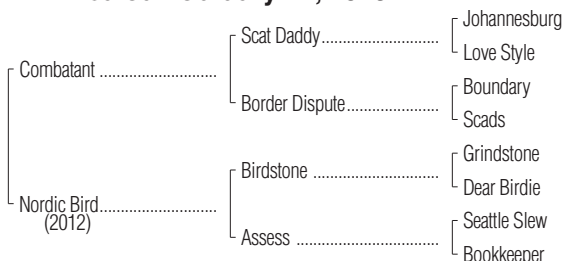 Johannesburg
Scat Daddy
Love Style
Combatant
Boundary
Border Dispute
Scads
Grindstone
Birdstone
Dear Birdie
Nordic Bird
(2012)
Seattle Slew
Assess
Bookkeeper